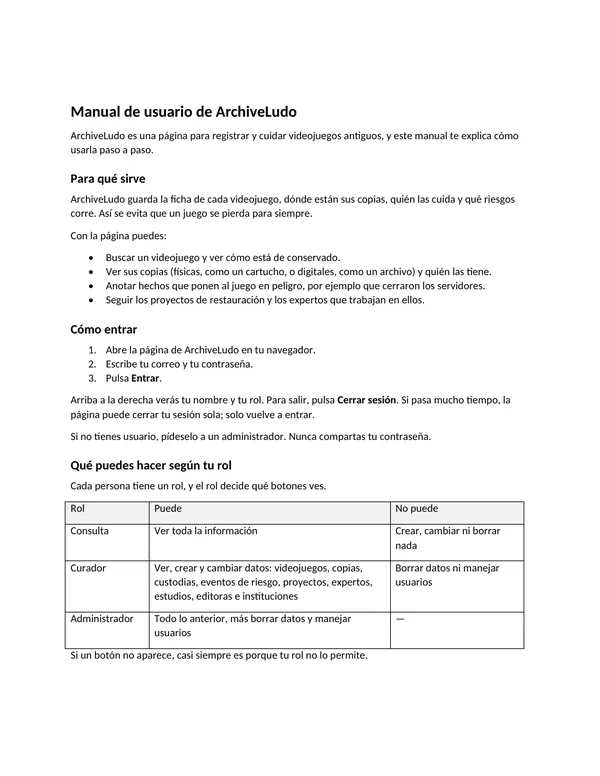 Manual de usuario de ArchiveLudo
ArchiveLudo es una página para registrar y cuidar videojuegos antiguos, y este manual te explica cómo
usarla paso a paso.
Para qué sirve
ArchiveLudo guarda la ficha de cada videojuego, dónde están sus copias, quién las cuida y qué riesgos
corre. Así se evita que un juego se pierda para siempre.
Con la página puedes:
• Buscar un videojuego y ver cómo está de conservado.
• Ver sus copias (físicas, como un cartucho, o digitales, como un archivo) y quién las tiene.
• Anotar hechos que ponen al juego en peligro, por ejemplo que cerraron los servidores.
• Seguir los proyectos de restauración y los expertos que trabajan en ellos.
Cómo entrar
1. Abre la página de ArchiveLudo en tu navegador.
2. Escribe tu correo y tu contraseña.
3. Pulsa Entrar.
Arriba a la derecha verás tu nombre y tu rol. Para salir, pulsa Cerrar sesión. Si pasa mucho tiempo, la
página puede cerrar tu sesión sola; solo vuelve a entrar.
Si no tienes usuario, pídeselo a un administrador. Nunca compartas tu contraseña.
Qué puedes hacer según tu rol
Cada persona tiene un rol, y el rol decide qué botones ves.
Rol Puede No puede
Consulta Ver toda la información Crear, cambiar ni borrar
nada
Curador Ver, crear y cambiar datos: videojuegos, copias, Borrar datos ni manejar
custodias, eventos de riesgo, proyectos, expertos, usuarios
estudios, editoras e instituciones
Administrador Todo lo anterior, más borrar datos y manejar —
usuarios
Si un botón no aparece, casi siempre es porque tu rol no lo permite.